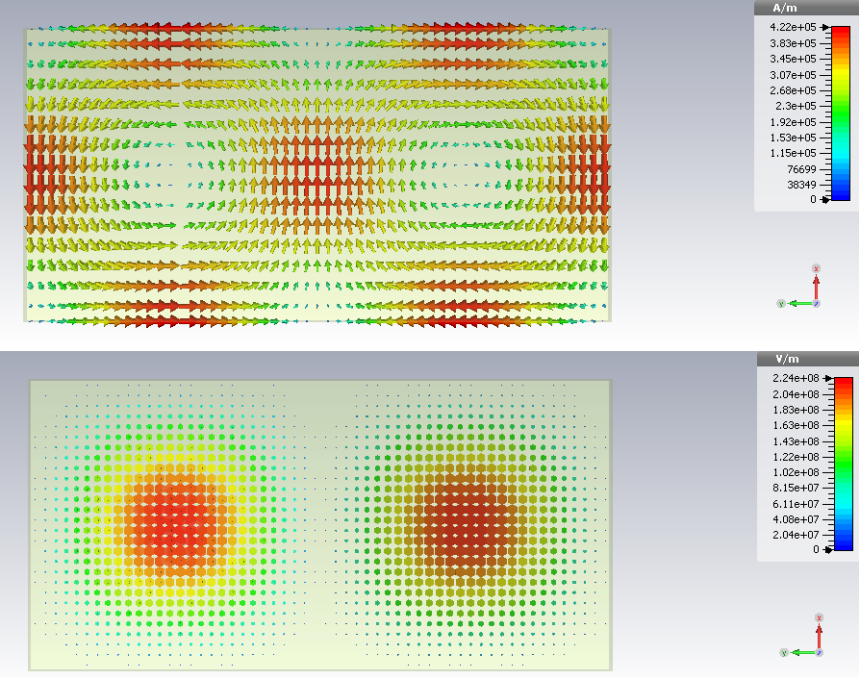 A/m
4.22e+05
3.83e+05
3.45e+05
3.07e+05
2.68e+05
2.3e+05
1.92e+05
1.53e+05
1.15e+05
76699
38349
0
x
y
z
V/m
2.24e+08
2.04e+08
1.83e+08
1.63e+08
1.43e+08
1.22e+08
1.02e+08
8.15e+07
6.11e+07
4.08e+07
2.04e+07
0
x
y
z